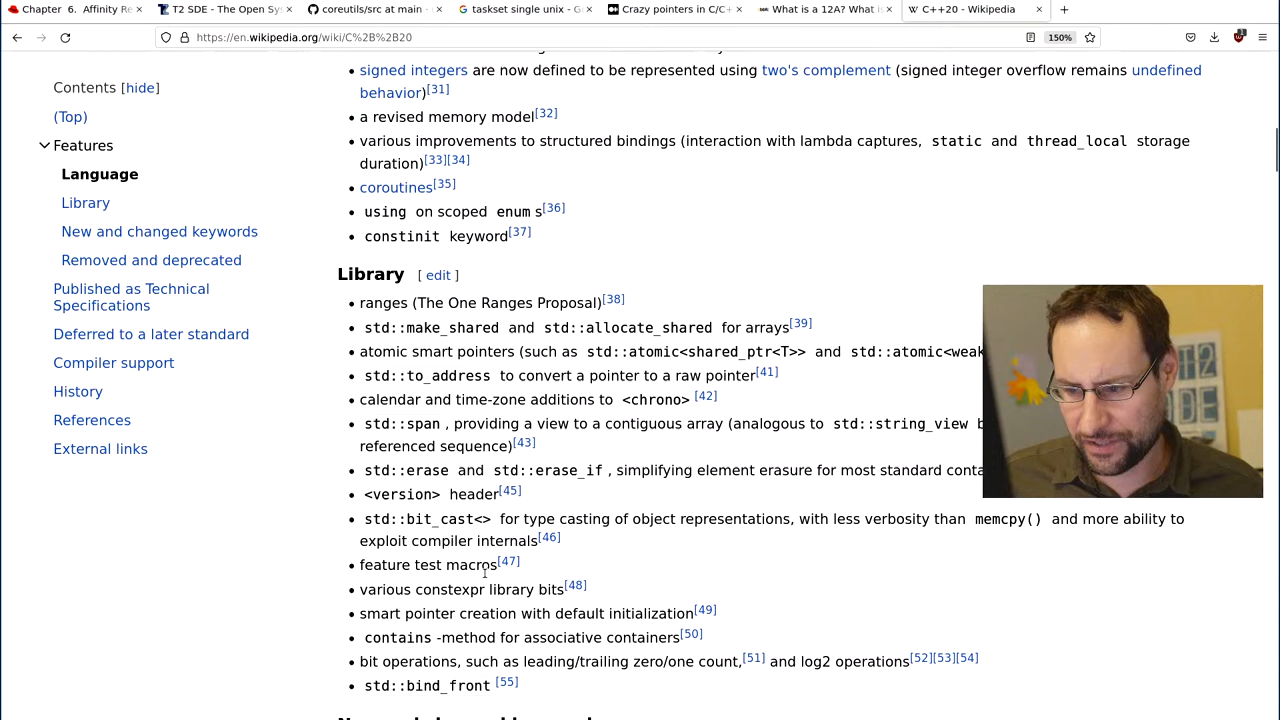 Chapter 6. Affinity Re
T2 SDE - The Open Sy
coreutils/src at main ·
taskset single unix - G
Crazy pointers in C/C+
What is a 12A? What is
C++20 - Wikipedia
https://en.wikipedia.org/wiki/C%2B%2B20
150%
Contents [hide]
(Top)
Features
Language
Library
New and changed keywords
Removed and deprecated
Published as Technical
Specifications
Deferred to a later standard
Compiler support
History
References
External links
• signed integers are now defined to be represented using two's complement (signed integer overflow remains undefined
behavior)[31]
• a revised memory model[32]
• various improvements to structured bindings (interaction with lambda captures, static and thread_local storage
duration)[33][34]
• coroutines[35]
• using on scoped enum s[36]
• constinit keyword[37]
Library [ edit ]
• ranges (The One Ranges Proposal)[38]
• std::make_shared and std::allocate_shared for arrays[39]
• atomic smart pointers (such as std::atomic<shared_ptr<T>> and std::atomic<weak
• std::to_address to convert a pointer to a raw pointer[41]
• calendar and time-zone additions to <chrono> [42]
• std::span , providing a view to a contiguous array (analogous to std::string_view b
referenced sequence)[43]
• std::erase and std::erase_if , simplifying element erasure for most standard conta
• <version> header[45]
• std::bit_cast<> for type casting of object representations, with less verbosity than memcpy() and more ability to
exploit compiler internals[46]
• feature test macros[47]
• various constexpr library bits[48]
• smart pointer creation with default initialization[49]
• contains -method for associative containers[50]
• bit operations, such as leading/trailing zero/one count,[51] and log2 operations[52][53][54]
• std::bind_front [55]